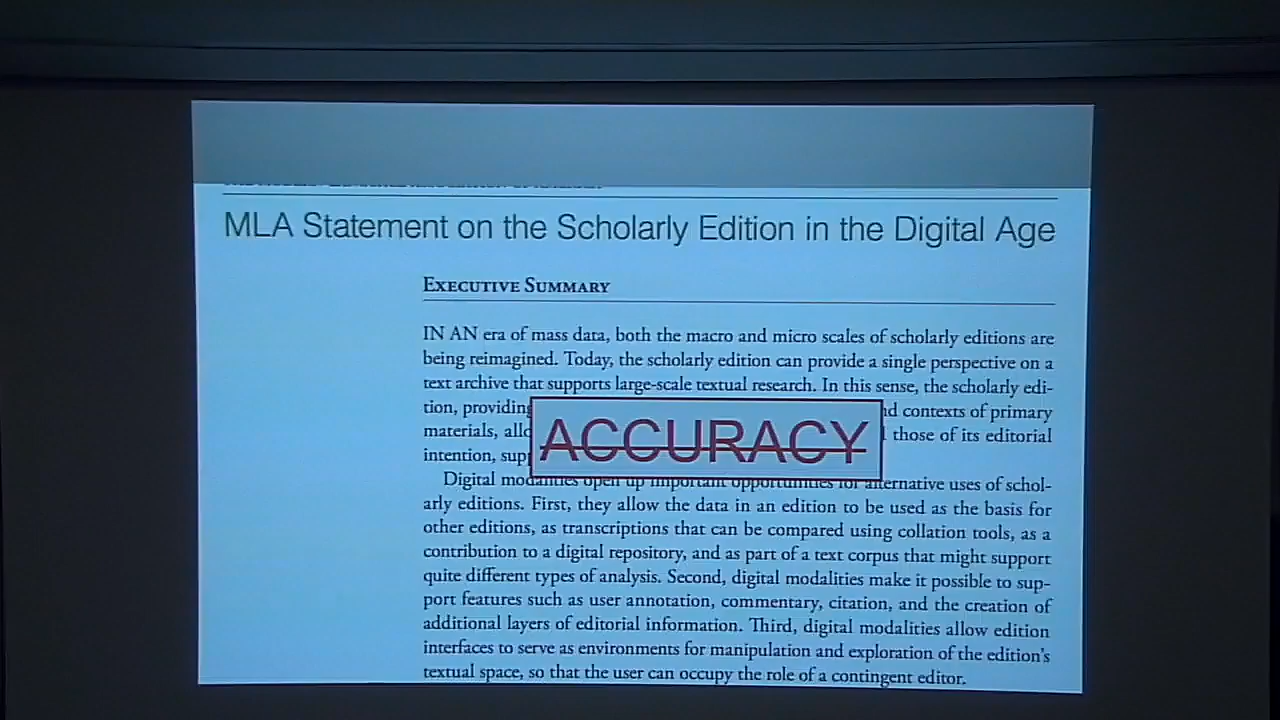 MLA Statement on the Scholarly Edition in the Digital Age
EXECUTIVE SUMMARY
IN AN era of mass data, both the macro and micro scales of scholarly editions are
being reimagined. Today, the scholarly edition can provide a single perspective on a
text archive that supports large-scale textual research. In this sense, the scholarly edi-
tion, providing contexts of primary
materials, those of its editorial
intention,
ACCURACY
Digital modalities open up important opportunities for alternative uses of schol-
arly editions. First, they allow the data in an edition to be used as the basis for
other editions, as transcriptions that can be compared using collation tools, as a
contribution to a digital repository, and as part of a text corpus that might support
quite different types of analysis. Second, digital modalities make it possible to sup-
port features such as user annotation, commentary, citation, and the creation of
additional layers of editorial information. Third, digital modalities allow edition
interfaces to serve as environments for manipulation and exploration of the edition's
textual space, so that the user can occupy the role of a contingent editor.